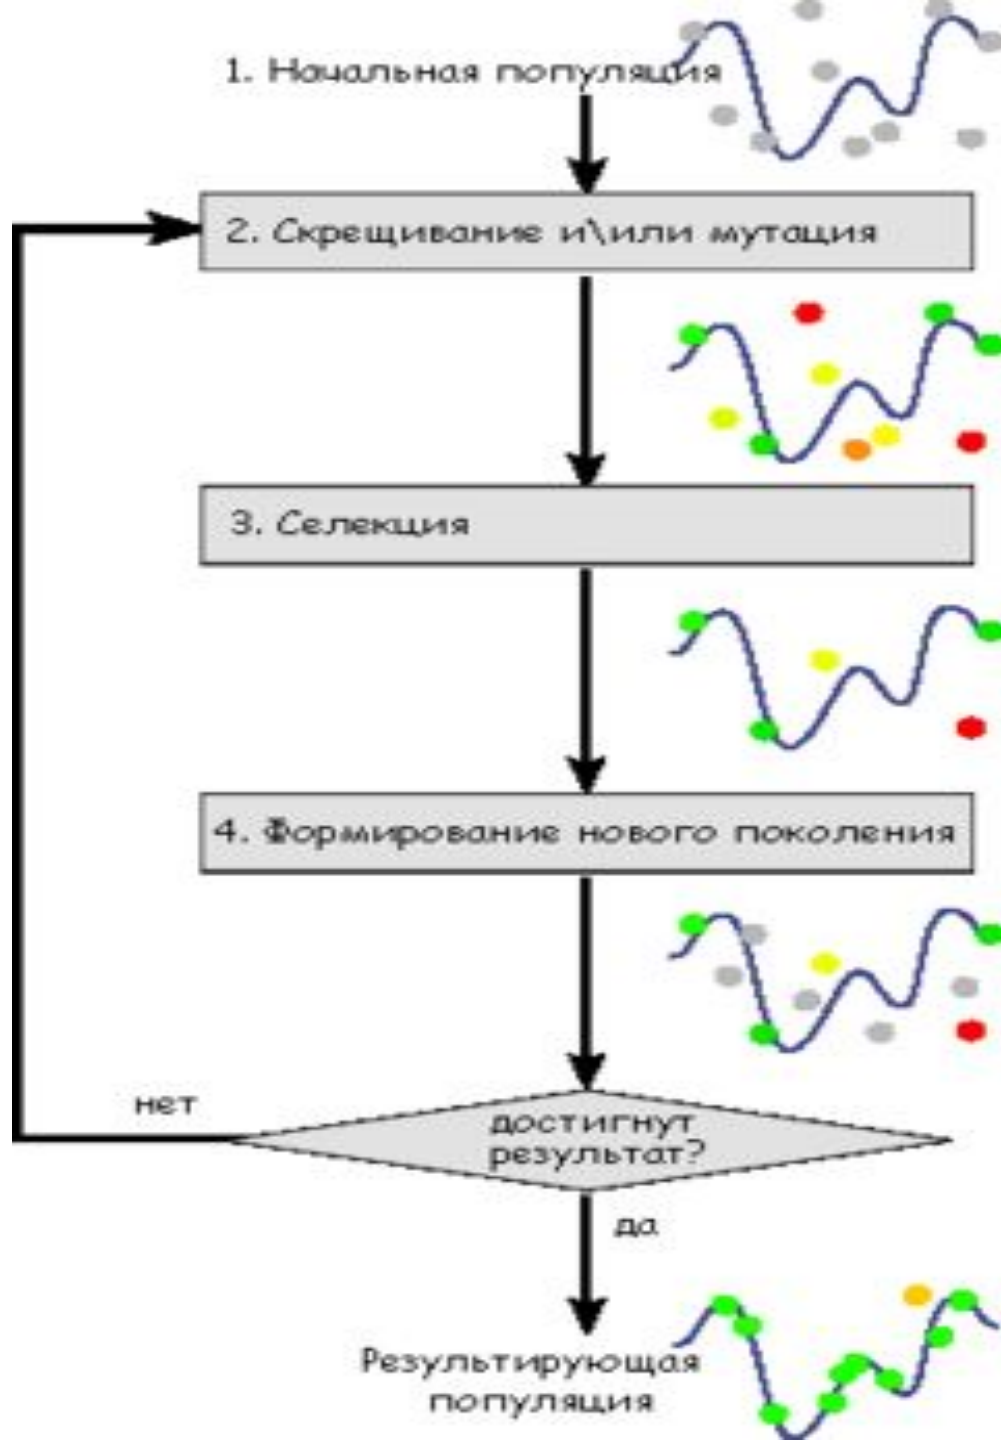 1. Начальная популяция
2. Скрещивание и\или мутация
3. Селекция
4. Формирование нового поколения
нет
достигнут
результат?
да
Результирующая
популяция